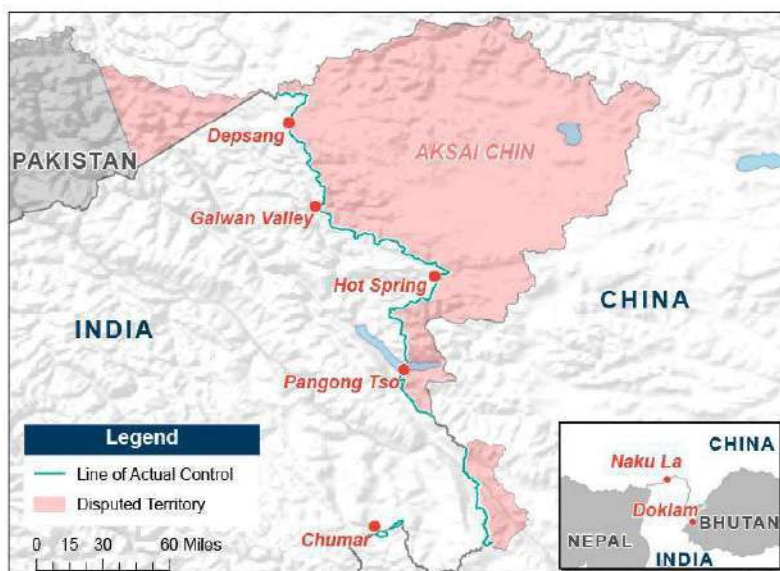 Depsang
AKSAI CHIN
PAKISTAN
Galwan Valley
Hot Spring
CHINA
INDIA
Pangong Tso
Legend
Line of Actual Control
Disputed Territory
0 15 30 60 Miles
Chumar
CHINA
Naku La
Doklam
BHUTAN
NEPAL
INDIA